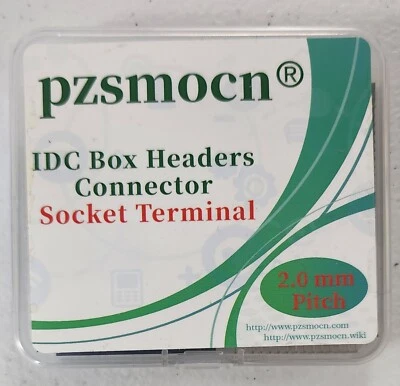 pzsmocn®
IDC Box Headers
Connector
Socket Terminal
2.0 mm
Pitch
http://www.pzsmocn.com
http://www.pzsmocn.wiki